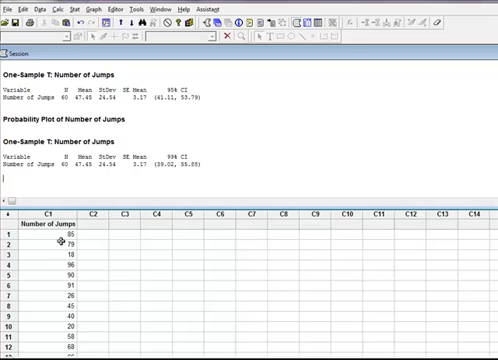 File Edit Data Calc Stat Graph Editor Tools Window Help Assistant
Session
One-Sample T: Number of Jumps
Variable N Mean StDev SE Mean 95% CI
Number of Jumps 60 47.45 24.54 3.17 (41.11, 53.79)
Probability Plot of Number of Jumps
One-Sample T: Number of Jumps
Variable N Mean StDev SE Mean 99% CI
Number of Jumps 60 47.45 24.54 3.17 (39.02, 55.88)
C1 C2 C3 C4 C5 C6 C7 C8 C9 C10 C11 C12 C13 C14
Number of Jumps
1 85
2 79
3 18
4 96
5 90
6 91
7 26
8 45
9 40
10 20
11 58
12 68